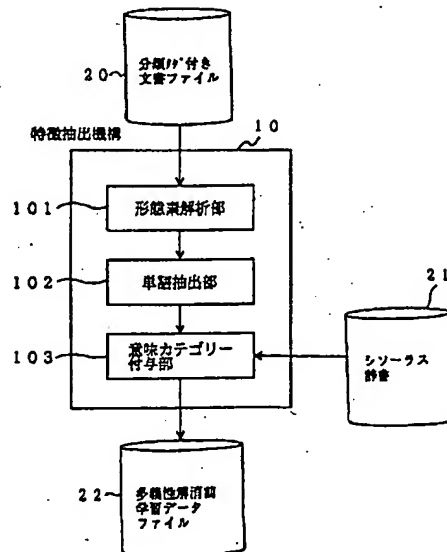 分類ﾀｸﾞ付き
文書ファイル
20
特徴抽出機構
10
101
形態素解析部
102
単語抽出部
103
意味カテゴリー
付与部
21
シソーラス
辞書
22
多義性解消前
学習データ
ファイル